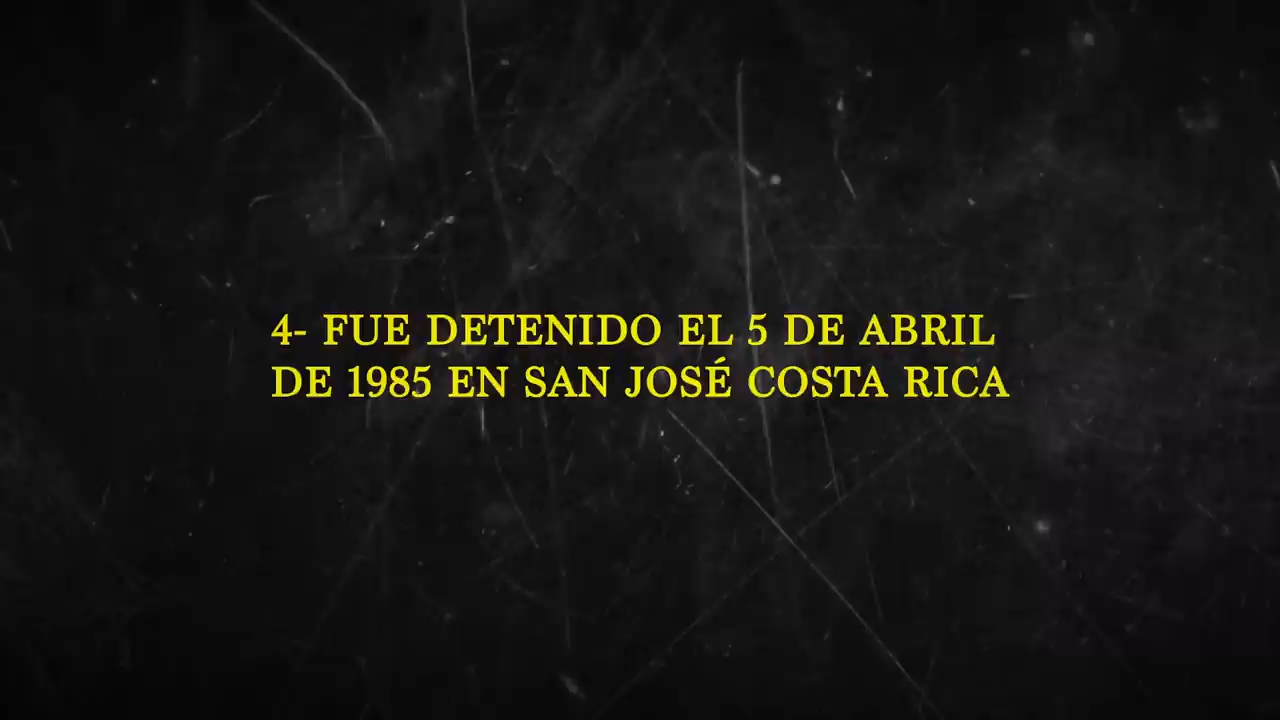 4- FUE DETENIDO EL 5 DE ABRIL
DE 1985 EN SAN JOSÉ COSTA RICA